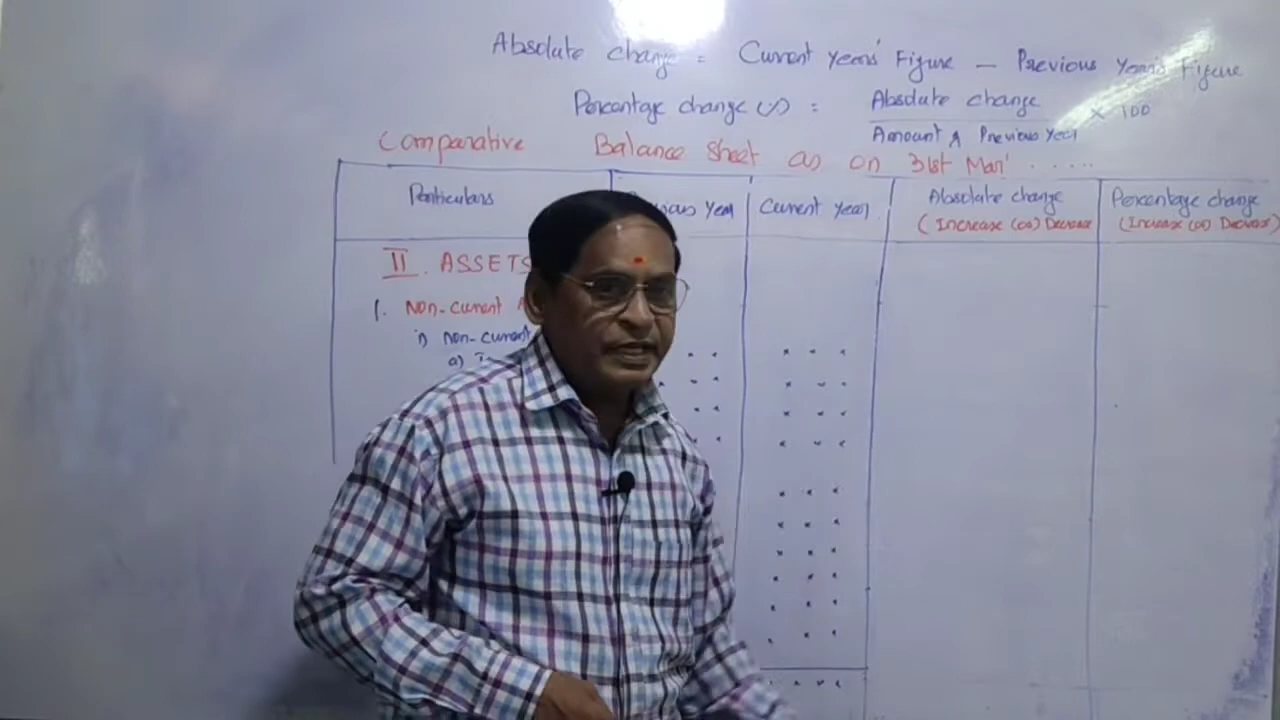 Absolute change = Current Years' Figure — Previous Year's Figure
Percentage change (%) = Absolute change × 100
Amount of Previous Year
Comparative Balance Sheet as on 31st Mar' ......
Particulars Year Current Year Absolute change Percentage change
(Increase (or) Decrease (Increase (or) Decrease)
II. ASSETS
1. Non-current
i) Non-current
a)